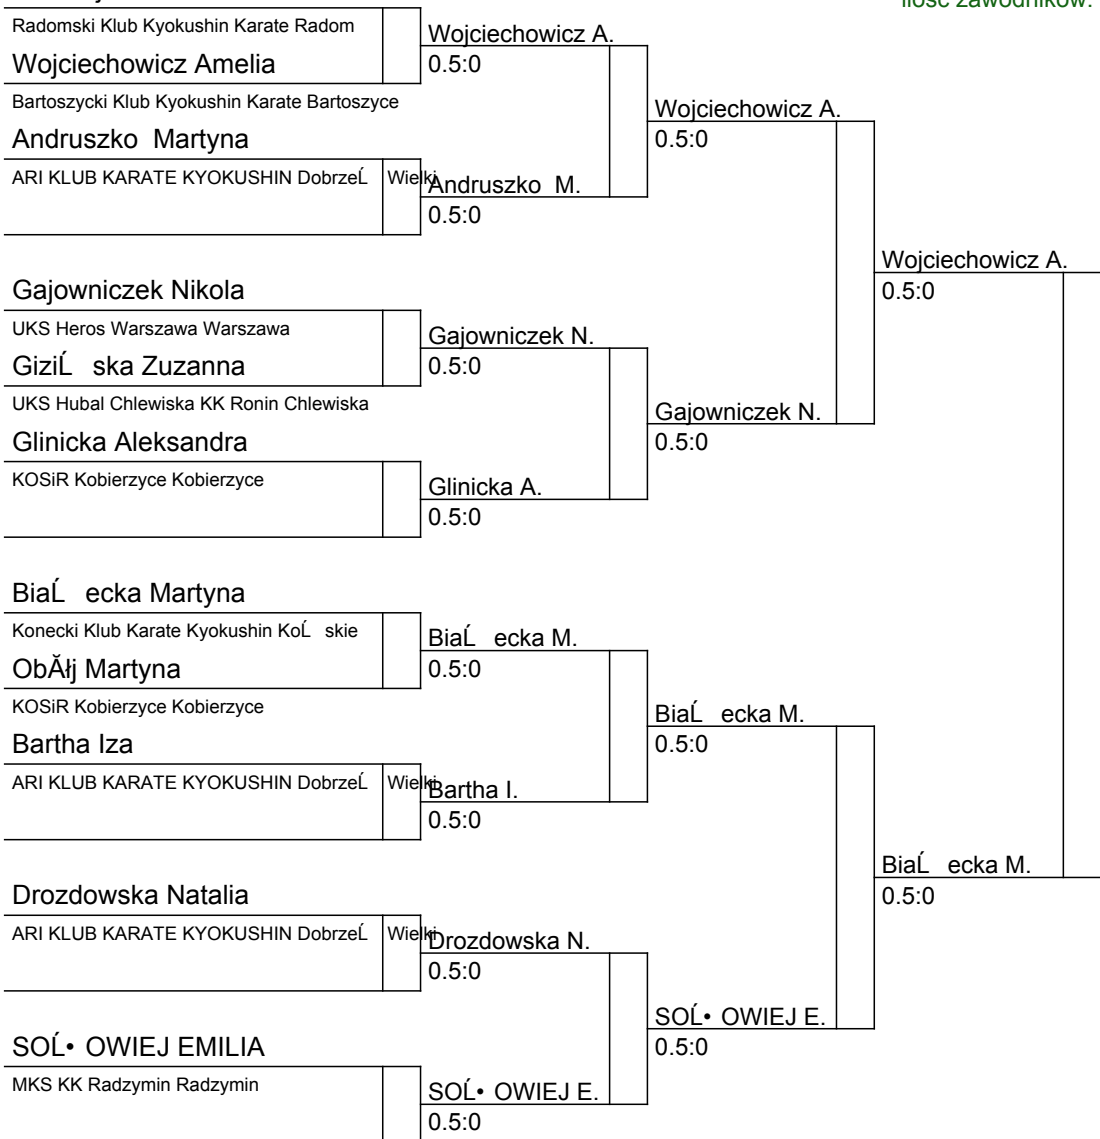 ilość zawodników:
Radomski Klub Kyokushin Karate Radom
Wojciechowicz A.
Wojciechowicz Amelia
0.5:0
Bartoszycki Klub Kyokushin Karate Bartoszyce
Wojciechowicz A.
Andruszko Martyna
0.5:0
ARI KLUB KARATE KYOKUSHIN DobrzeĹ Wielki
Andruszko M.
0.5:0
Wojciechowicz A.
Gajowniczek Nikola
0.5:0
UKS Heros Warszawa Warszawa
Gajowniczek N.
GiziĹ ska Zuzanna
0.5:0
UKS Hubal Chlewiska KK Ronin Chlewiska
Gajowniczek N.
Glinicka Aleksandra
0.5:0
KOSiR Kobierzyce Kobierzyce
Glinicka A.
0.5:0
BiaĹ ecka Martyna
Konecki Klub Karate Kyokushin KoĹ skie
BiaĹ ecka M.
ObĂłj Martyna
0.5:0
KOSiR Kobierzyce Kobierzyce
BiaĹ ecka M.
Bartha Iza
0.5:0
ARI KLUB KARATE KYOKUSHIN DobrzeĹ Wielki
Bartha I.
0.5:0
BiaĹ ecka M.
Drozdowska Natalia
0.5:0
ARI KLUB KARATE KYOKUSHIN DobrzeĹ Wielki
Drozdowska N.
0.5:0
SOĹ• OWIEJ E.
SOĹ• OWIEJ EMILIA
0.5:0
MKS KK Radzymin Radzymin
SOĹ• OWIEJ E.
0.5:0